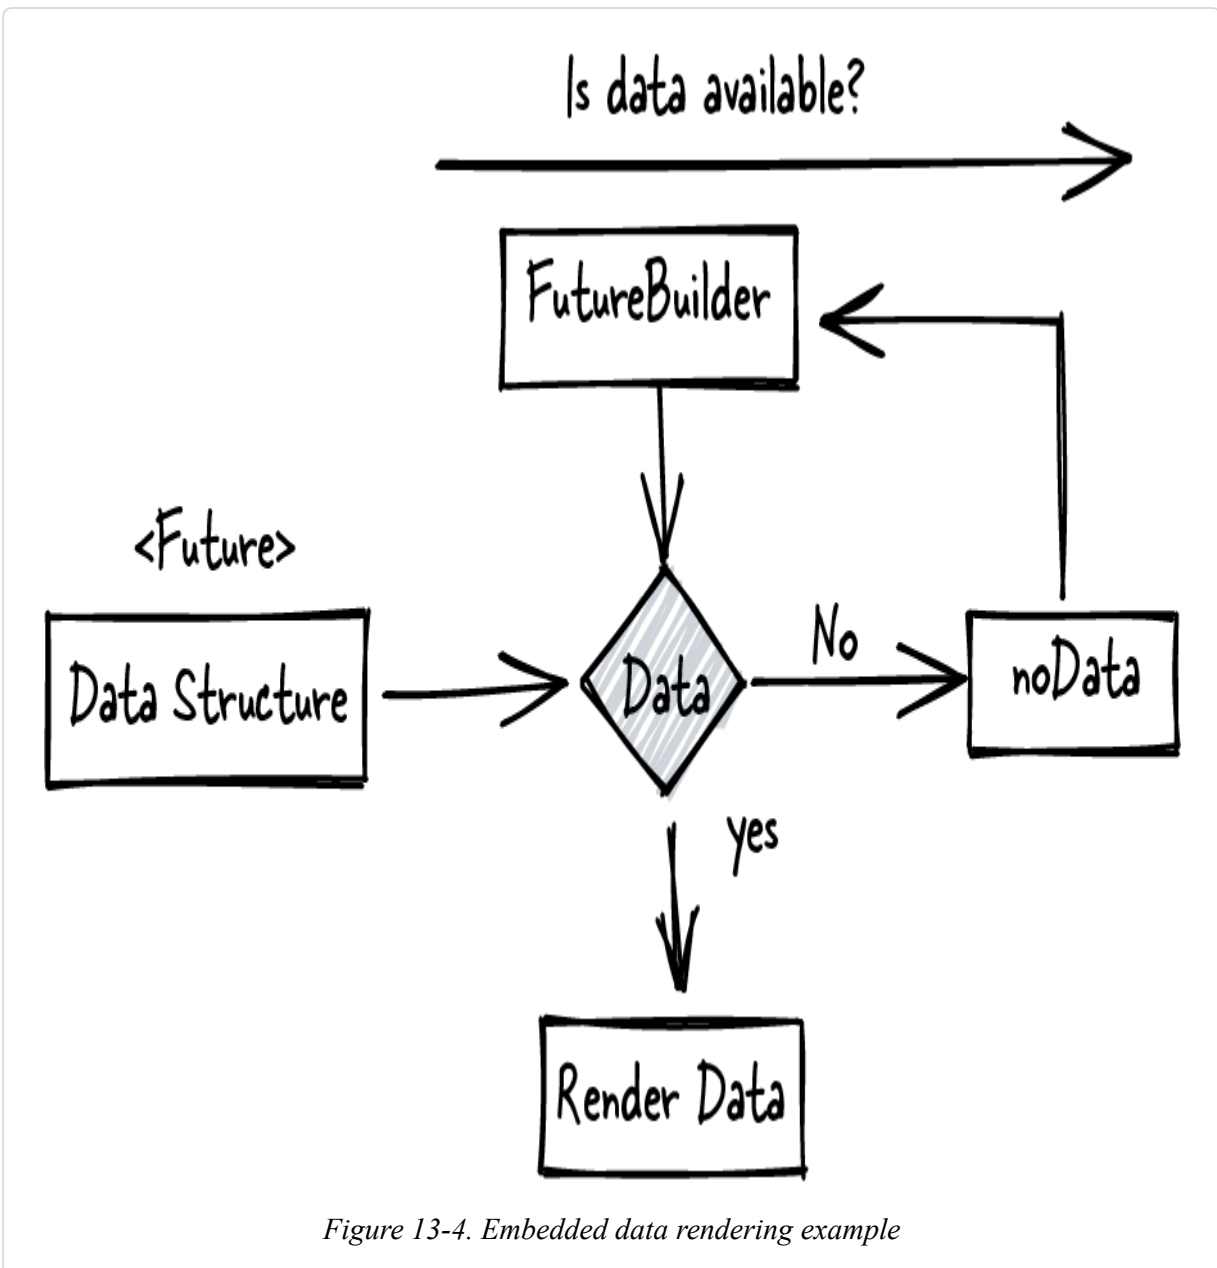 Is data available?
FutureBuilder
<Future>
Data Structure
Data
No
noData
yes
Render Data
Figure 13-4. Embedded data rendering example